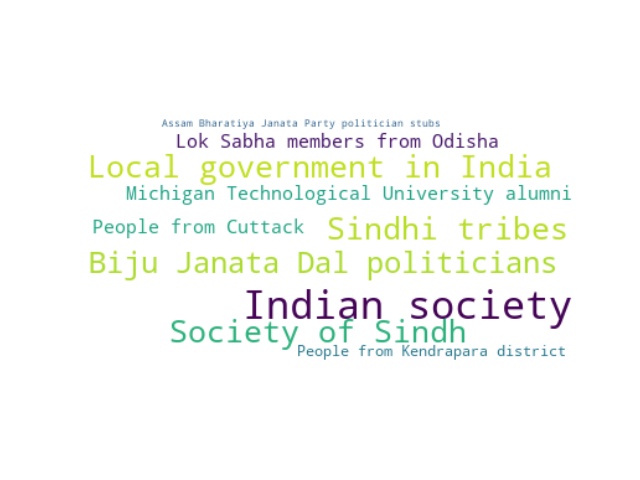 Assam Bharatiya Janata Party politician stubs
Lok Sabha members from Odisha
Local government in India
Michigan Technological University alumni
People from Cuttack
Sindhi tribes
Biju Janata Dal politicians
Indian society
Society of Sindh
People from Kendrapara district